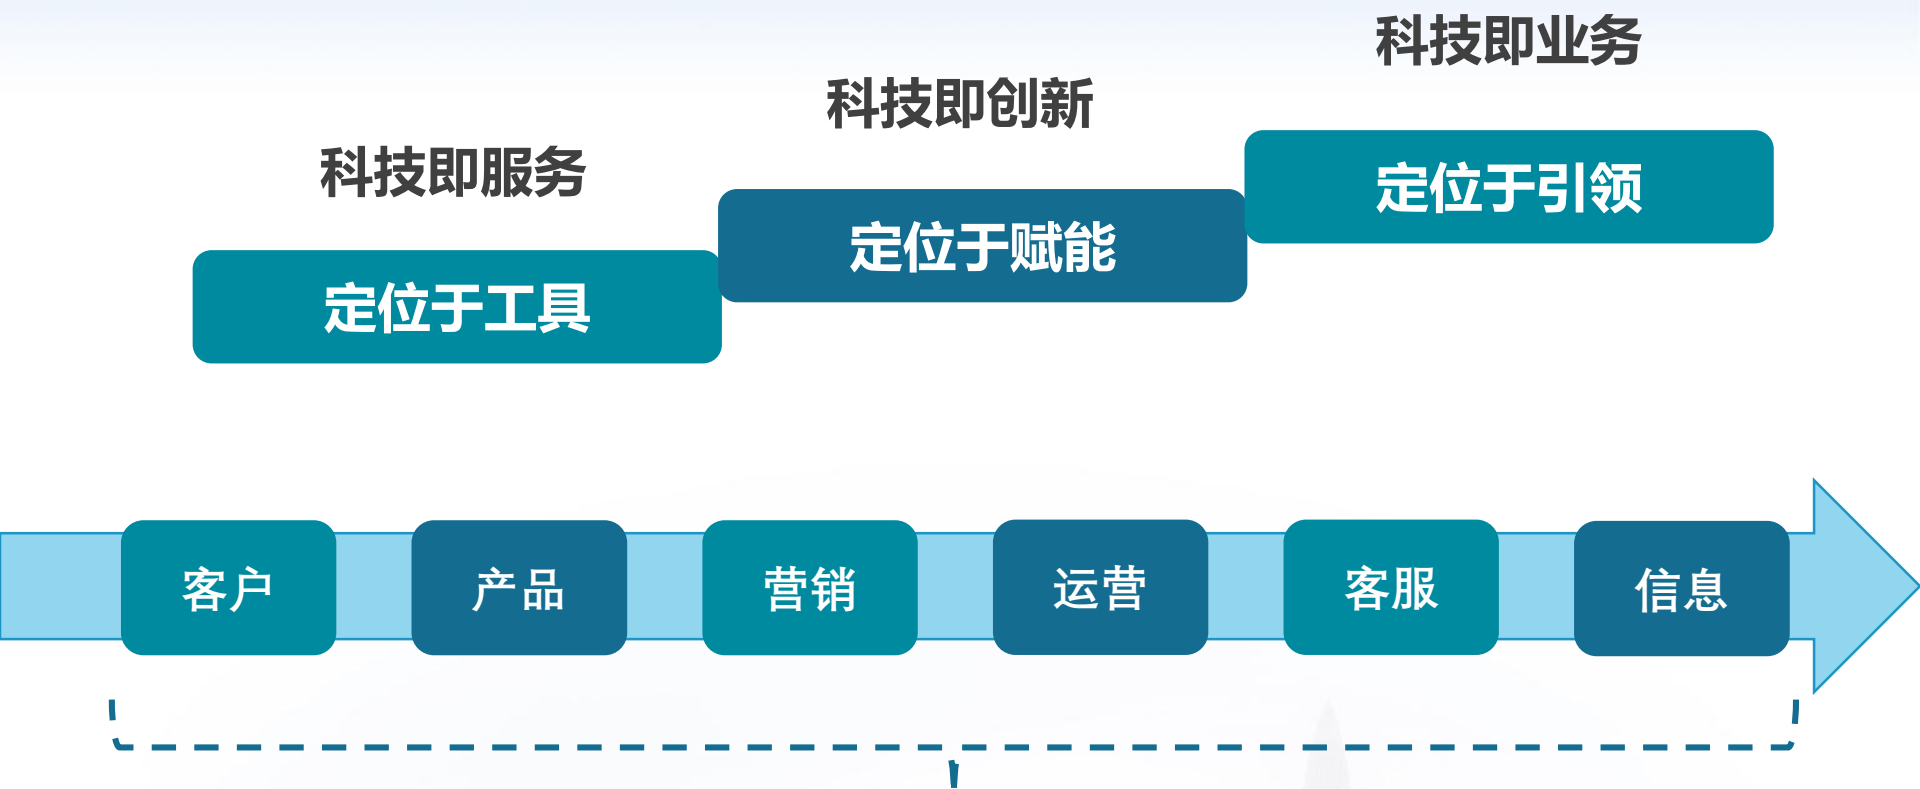 科技即业务
科技即创新
科技即服务
定位于引领
定位于赋能
定位于工具
客户
产品
营销
运营
客服
信息